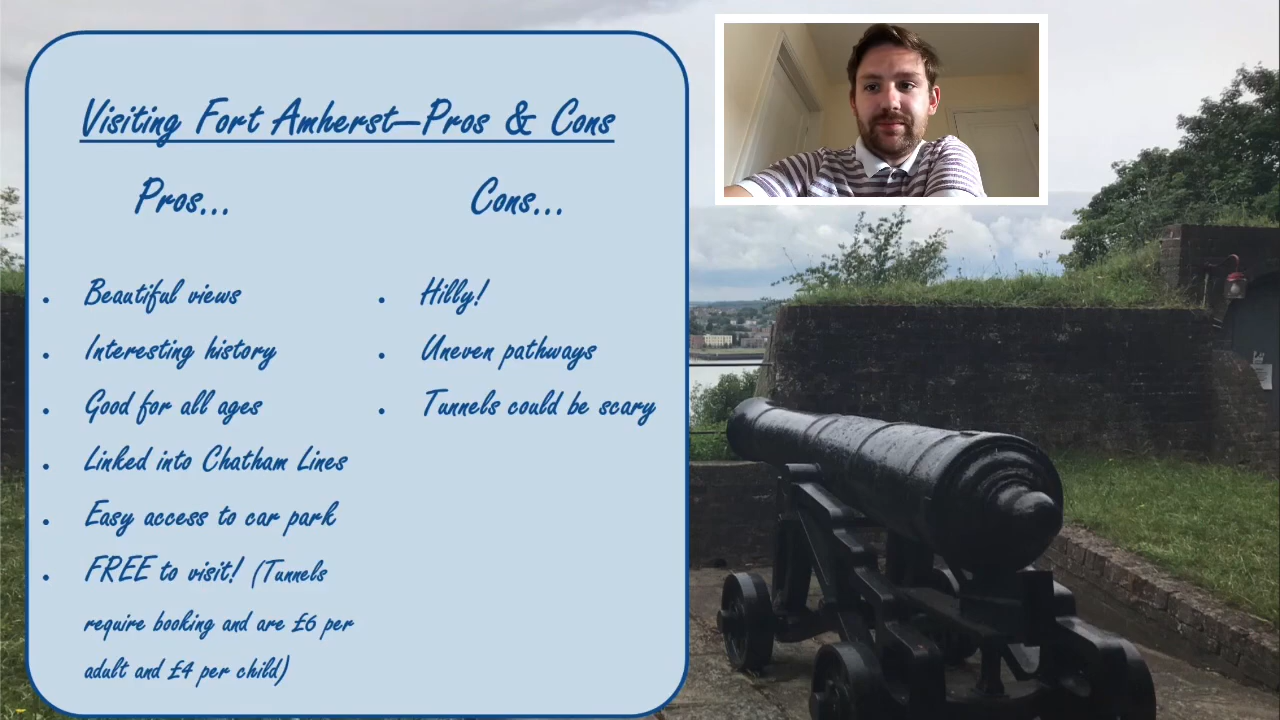 Visiting Fort Amherst—Pros & Cons
Pros...
• Beautiful views
• Interesting history
• Good for all ages
• Linked into Chatham Lines
• Easy access to car park
• FREE to visit! (Tunnels
require booking and are £6 per
adult and £4 per child)
Cons...
• Hilly!
• Uneven pathways
• Tunnels could be scary